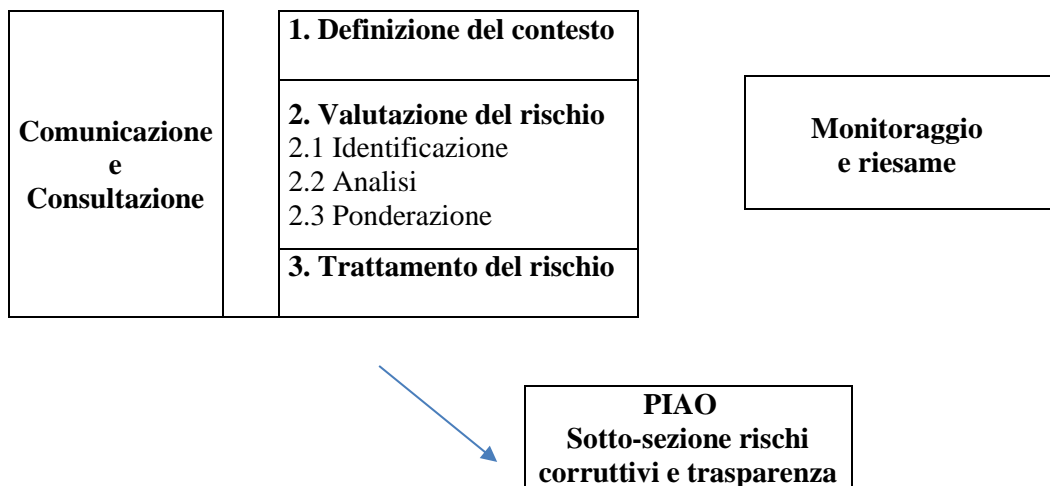 Comunicazione
e
Consultazione
1. Definizione del contesto
2. Valutazione del rischio
2.1 Identificazione
2.2 Analisi
2.3 Ponderazione
3. Trattamento del rischio
Monitoraggio
e riesame
PIAO
Sotto-sezione rischi
corruttivi e trasparenza